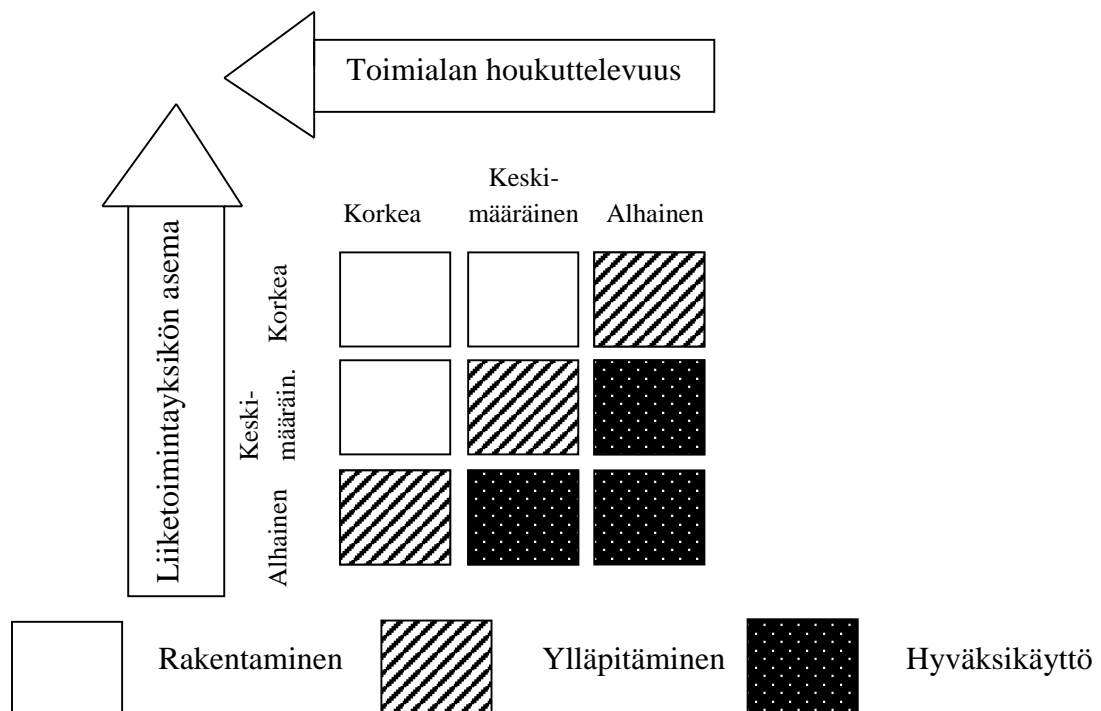 Toimialan houkuttelevuus
Liiketoimintayksikön asema
Keski-
Korkea määräinen Alhainen
Korkea
Keski-
määräin.
Alhainen
Rakentaminen Ylläpitäminen Hyväksikäyttö